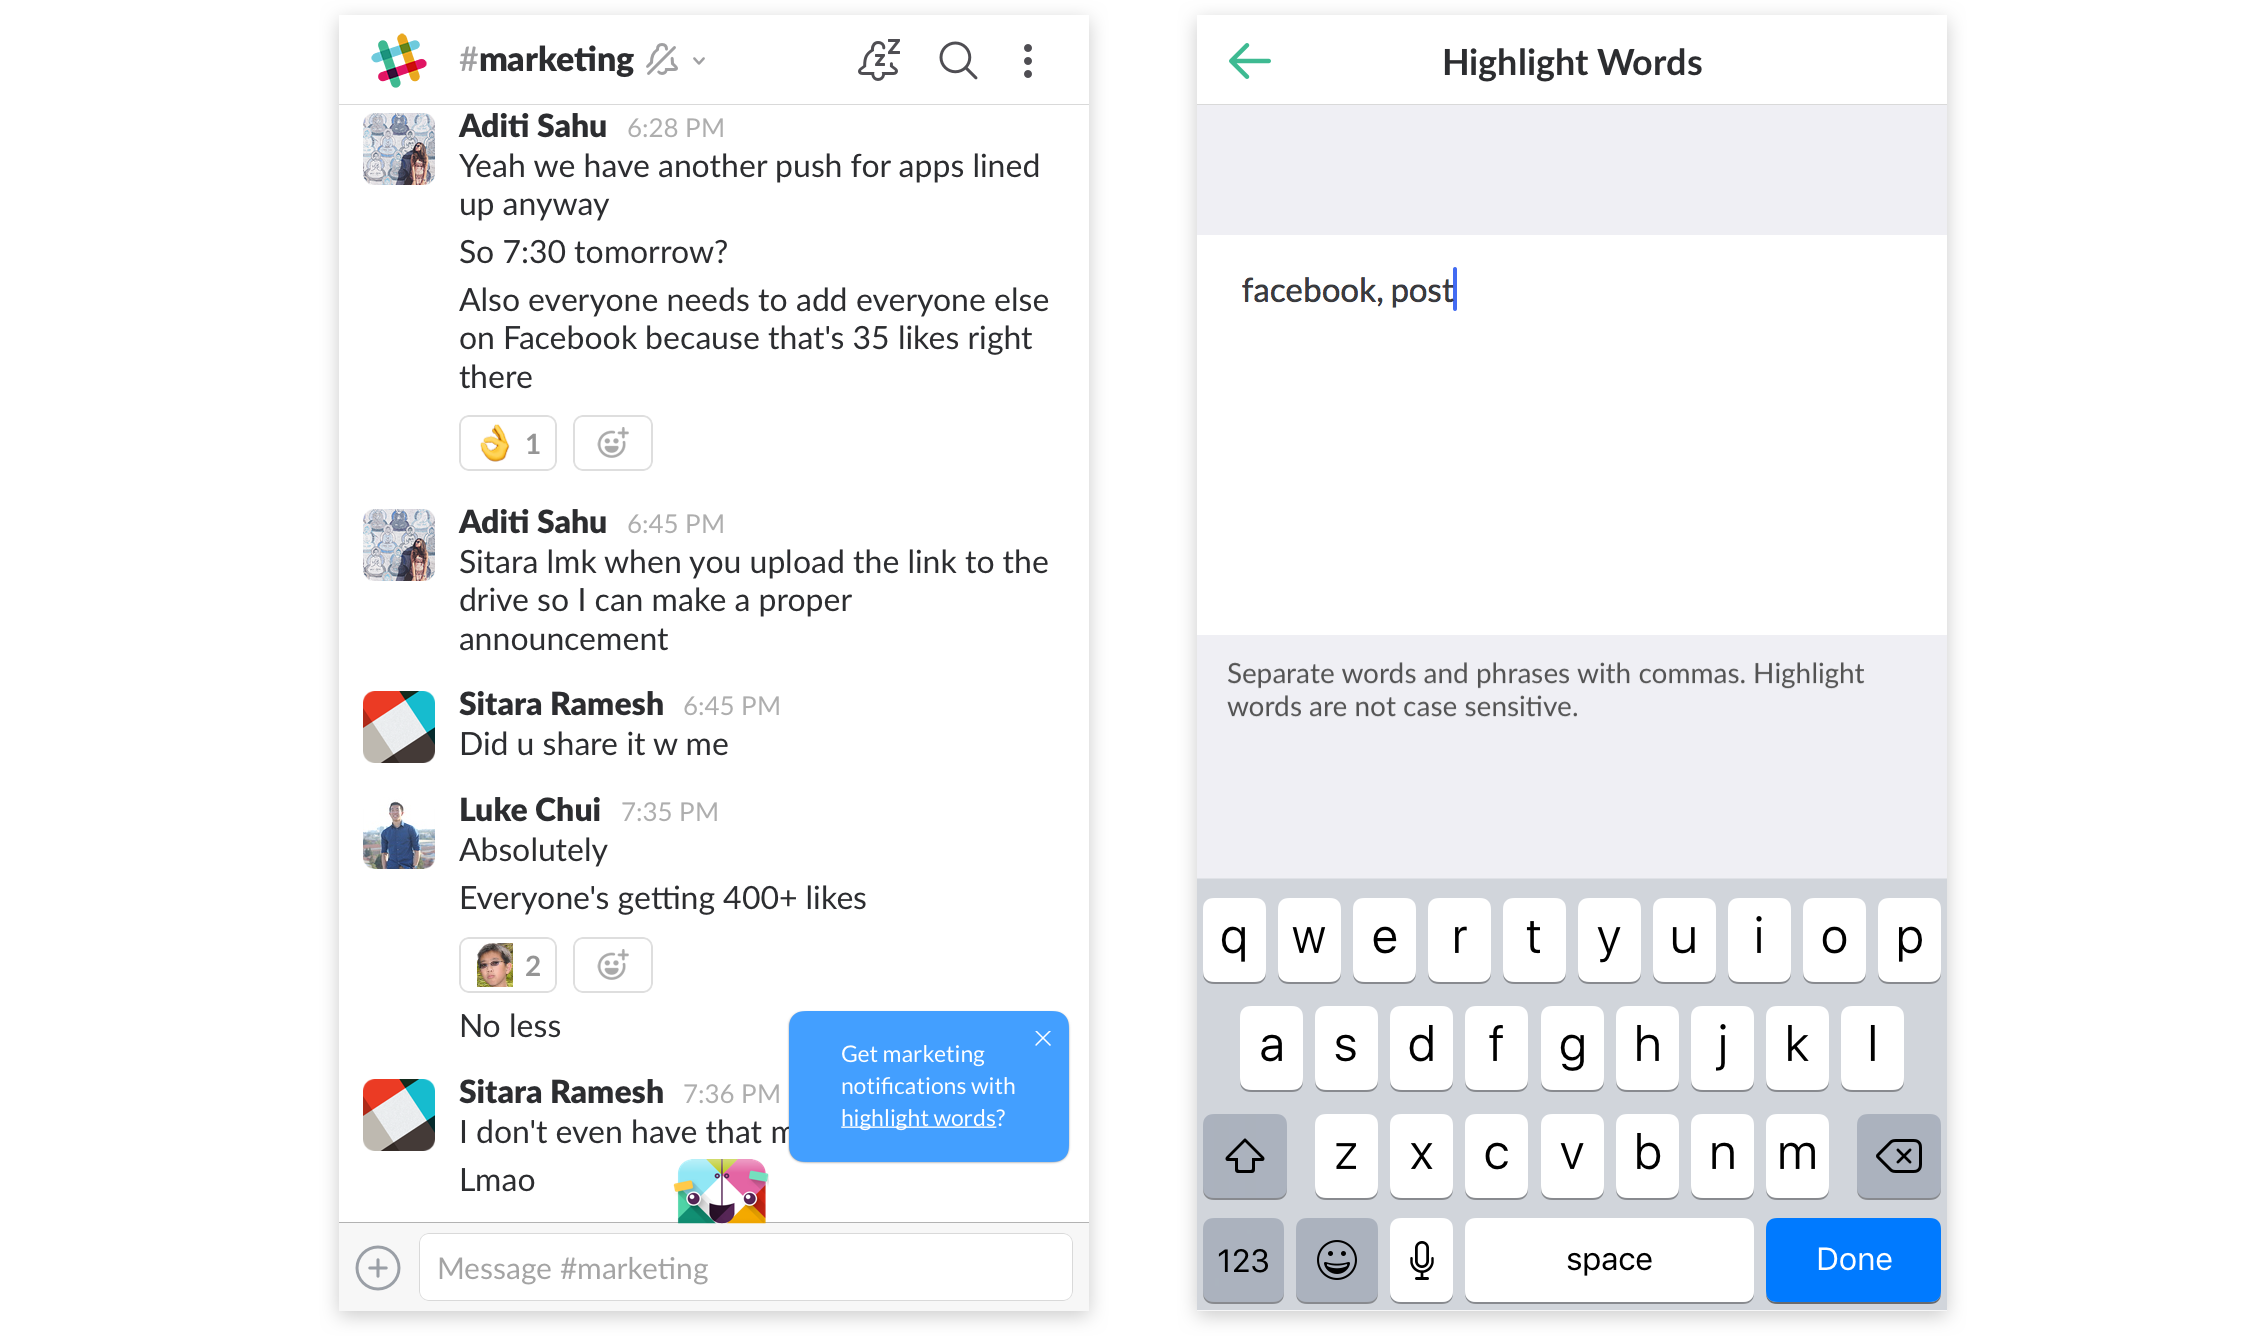 #marketing
Aditi Sahu 6:28 PM
Yeah we have another push for apps lined
up anyway
So 7:30 tomorrow?
Also everyone needs to add everyone else
on Facebook because that's 35 likes right
there
1
Aditi Sahu 6:45 PM
Sitara lmk when you upload the link to the
drive so I can make a proper
announcement
Sitara Ramesh 6:45 PM
Did u share it w me
Luke Chui 7:35 PM
Absolutely
Everyone's getting 400+ likes
2
No less
Sitara Ramesh 7:36 PM
I don't even have that
Lmao
Get marketing
notifications with
highlight words?
Message #marketing
Highlight Words
facebook, post
Separate words and phrases with commas. Highlight
words are not case sensitive.
q w e r t y u i o p
a s d f g h j k l
z x c v b n m
123 space Done